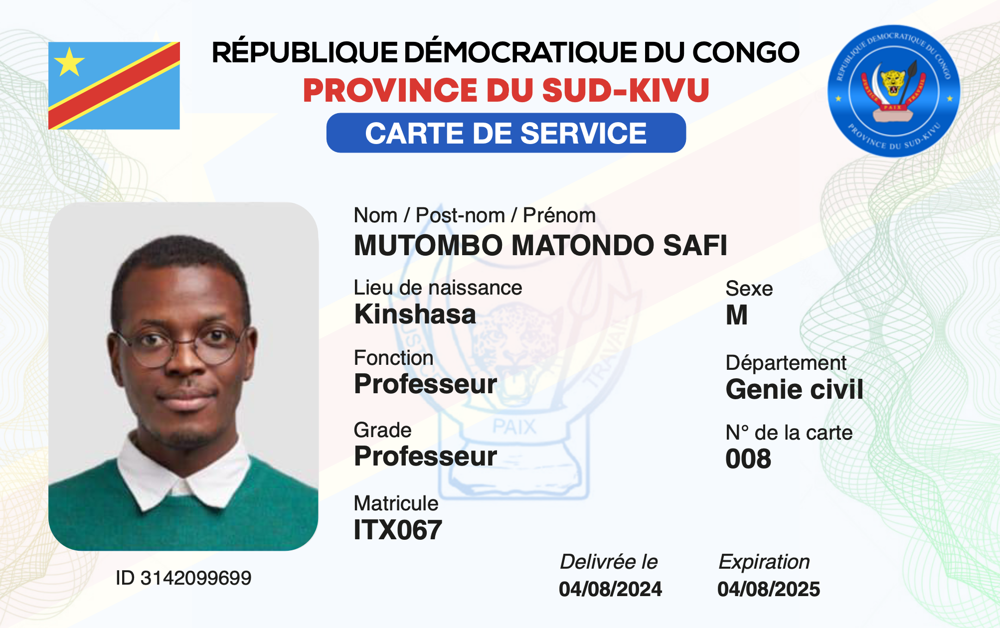 RÉPUBLIQUE DÉMOCRATIQUE DU CONGO
PROVINCE DU SUD-KIVU
CARTE DE SERVICE
REPUBLIQUE DEMOCRATIQUE DU CONGO
JUSTICE PAIX TRAVAIL
PROVINCE DU SUD-KIVU
Nom / Post-nom / Prénom
MUTOMBO MATONDO SAFI
Lieu de naissance
Kinshasa
Sexe
M
Fonction
Professeur
Département
Genie civil
Grade
Professeur
N° de la carte
008
Matricule
ITX067
JUSTICE
PAIX
TRAVAIL
Delivrée le
04/08/2024
Expiration
04/08/2025
ID 3142099699